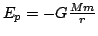 E_p = -G\frac{Mm}{r}